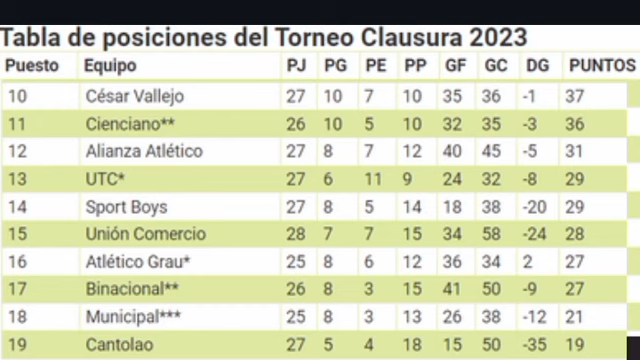 Tabla de posiciones del Torneo Clausura 2023
Puesto Equipo PJ PG PE PP GF GC DG PUNTOS
10 César Vallejo 27 10 7 10 35 36 -1 37
11 Cienciano** 26 10 5 10 32 35 -3 36
12 Alianza Atlético 27 8 7 12 40 45 -5 31
13 UTC* 27 6 11 9 24 32 -8 29
14 Sport Boys 27 8 5 14 18 38 -20 29
15 Unión Comercio 28 7 7 15 34 58 -24 28
16 Atlético Grau* 25 8 6 12 36 34 2 27
17 Binacional** 26 8 3 15 41 50 -9 27
18 Municipal*** 25 8 3 13 26 38 -12 21
19 Cantolao 27 5 4 18 15 50 -35 19